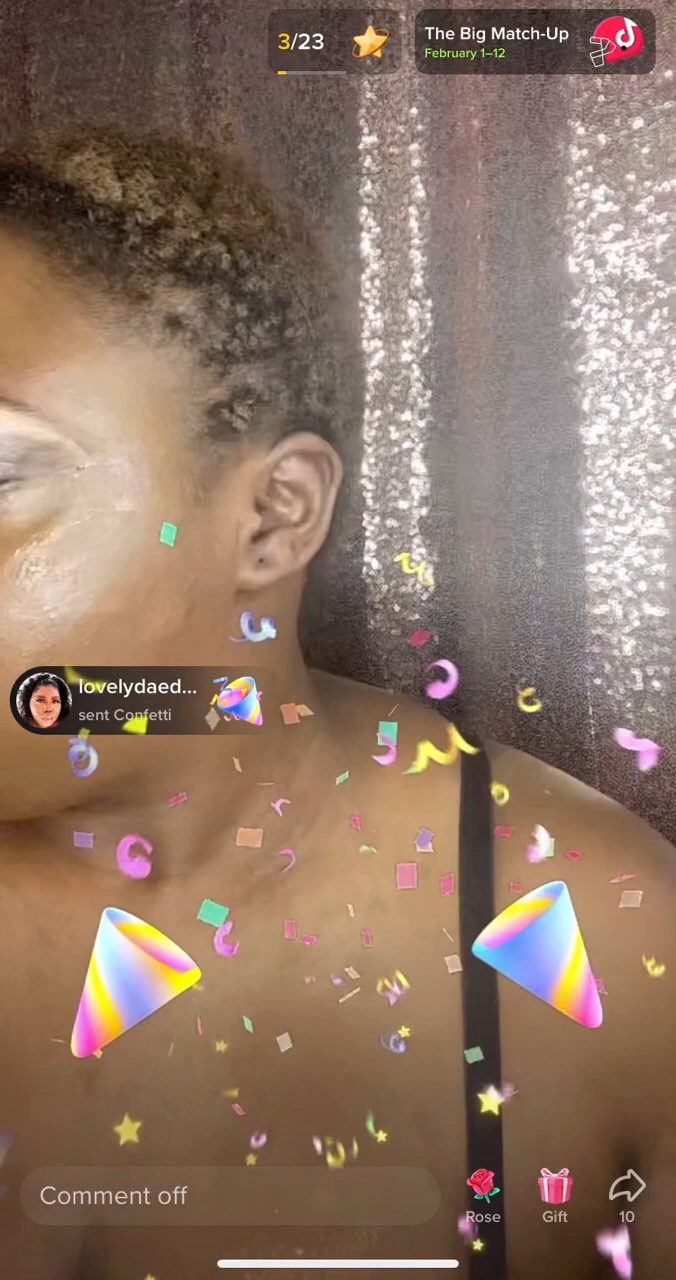 3/23
The Big Match-Up
February 1–12
lovelydaed...
sent Confetti
Comment off
Rose
Gift
10